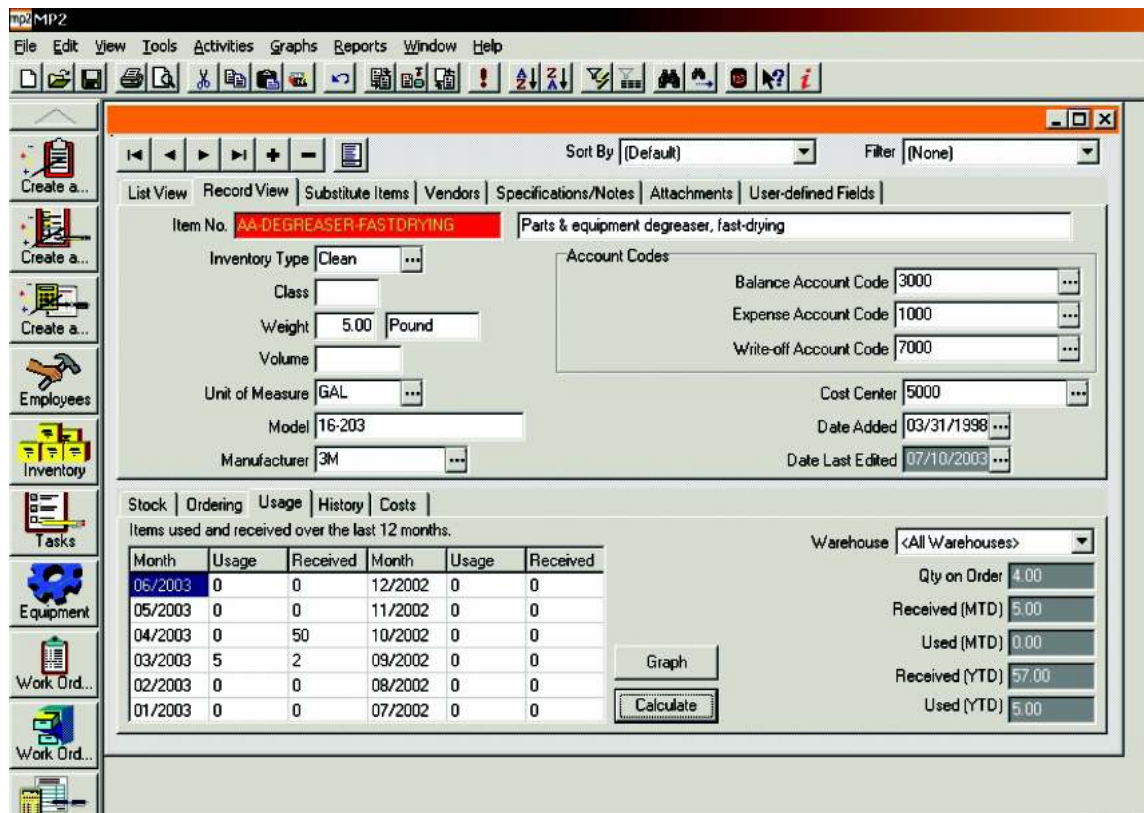 mp2 MP2
File Edit View Tools Activities Graphs Reports Window Help
Sort By (Default) Filter (None)
Create a...
List View Record View Substitute Items Vendors Specifications/Notes Attachments User-defined Fields
Item No. AA-DEGREASER-FASTDRYING Parts & equipment degreaser, fast-drying
Create a...
Inventory Type Clean ... Account Codes
Class Balance Account Code 3000 ...
Create a...
Weight 5.00 Pound Expense Account Code 1000 ...
Volume Write-off Account Code 7000 ...
Employees
Unit of Measure GAL ... Cost Center 5000 ...
Model 16-203 Date Added 03/31/1998 ...
Inventory
Manufacturer 3M ... Date Last Edited 07/10/2003 ...
Stock Ordering Usage History Costs
Items used and received over the last 12 months.
Tasks
Warehouse <All Warehouses>
Month Usage Received Month Usage Received
06/2003 0 0 12/2002 0 0 Qty on Order 4.00
Equipment
05/2003 0 0 11/2002 0 0 Received (MTD) 5.00
04/2003 0 50 10/2002 0 0 Used (MTD) 0.00
03/2003 5 2 09/2002 0 0 Graph Received (YTD) 57.00
Work Ord...
02/2003 0 0 08/2002 0 0
01/2003 0 0 07/2002 0 0 Calculate Used (YTD) 5.00
Work Ord...